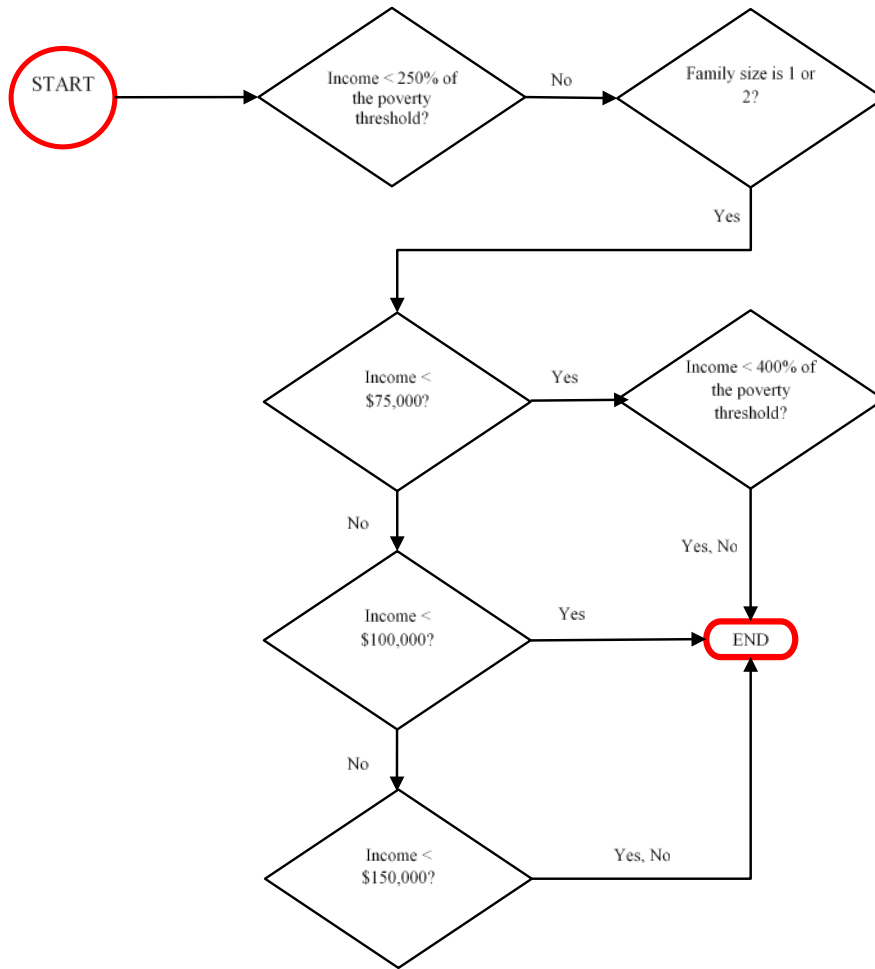 START
Income < 250% of
the poverty
threshold?
No
Family size is 1 or
2?
Yes
Income <
$75,000?
Yes
Income < 400% of
the poverty
threshold?
No
Yes, No
Income <
$100,000?
Yes
END
No
Income <
$150,000?
Yes, No